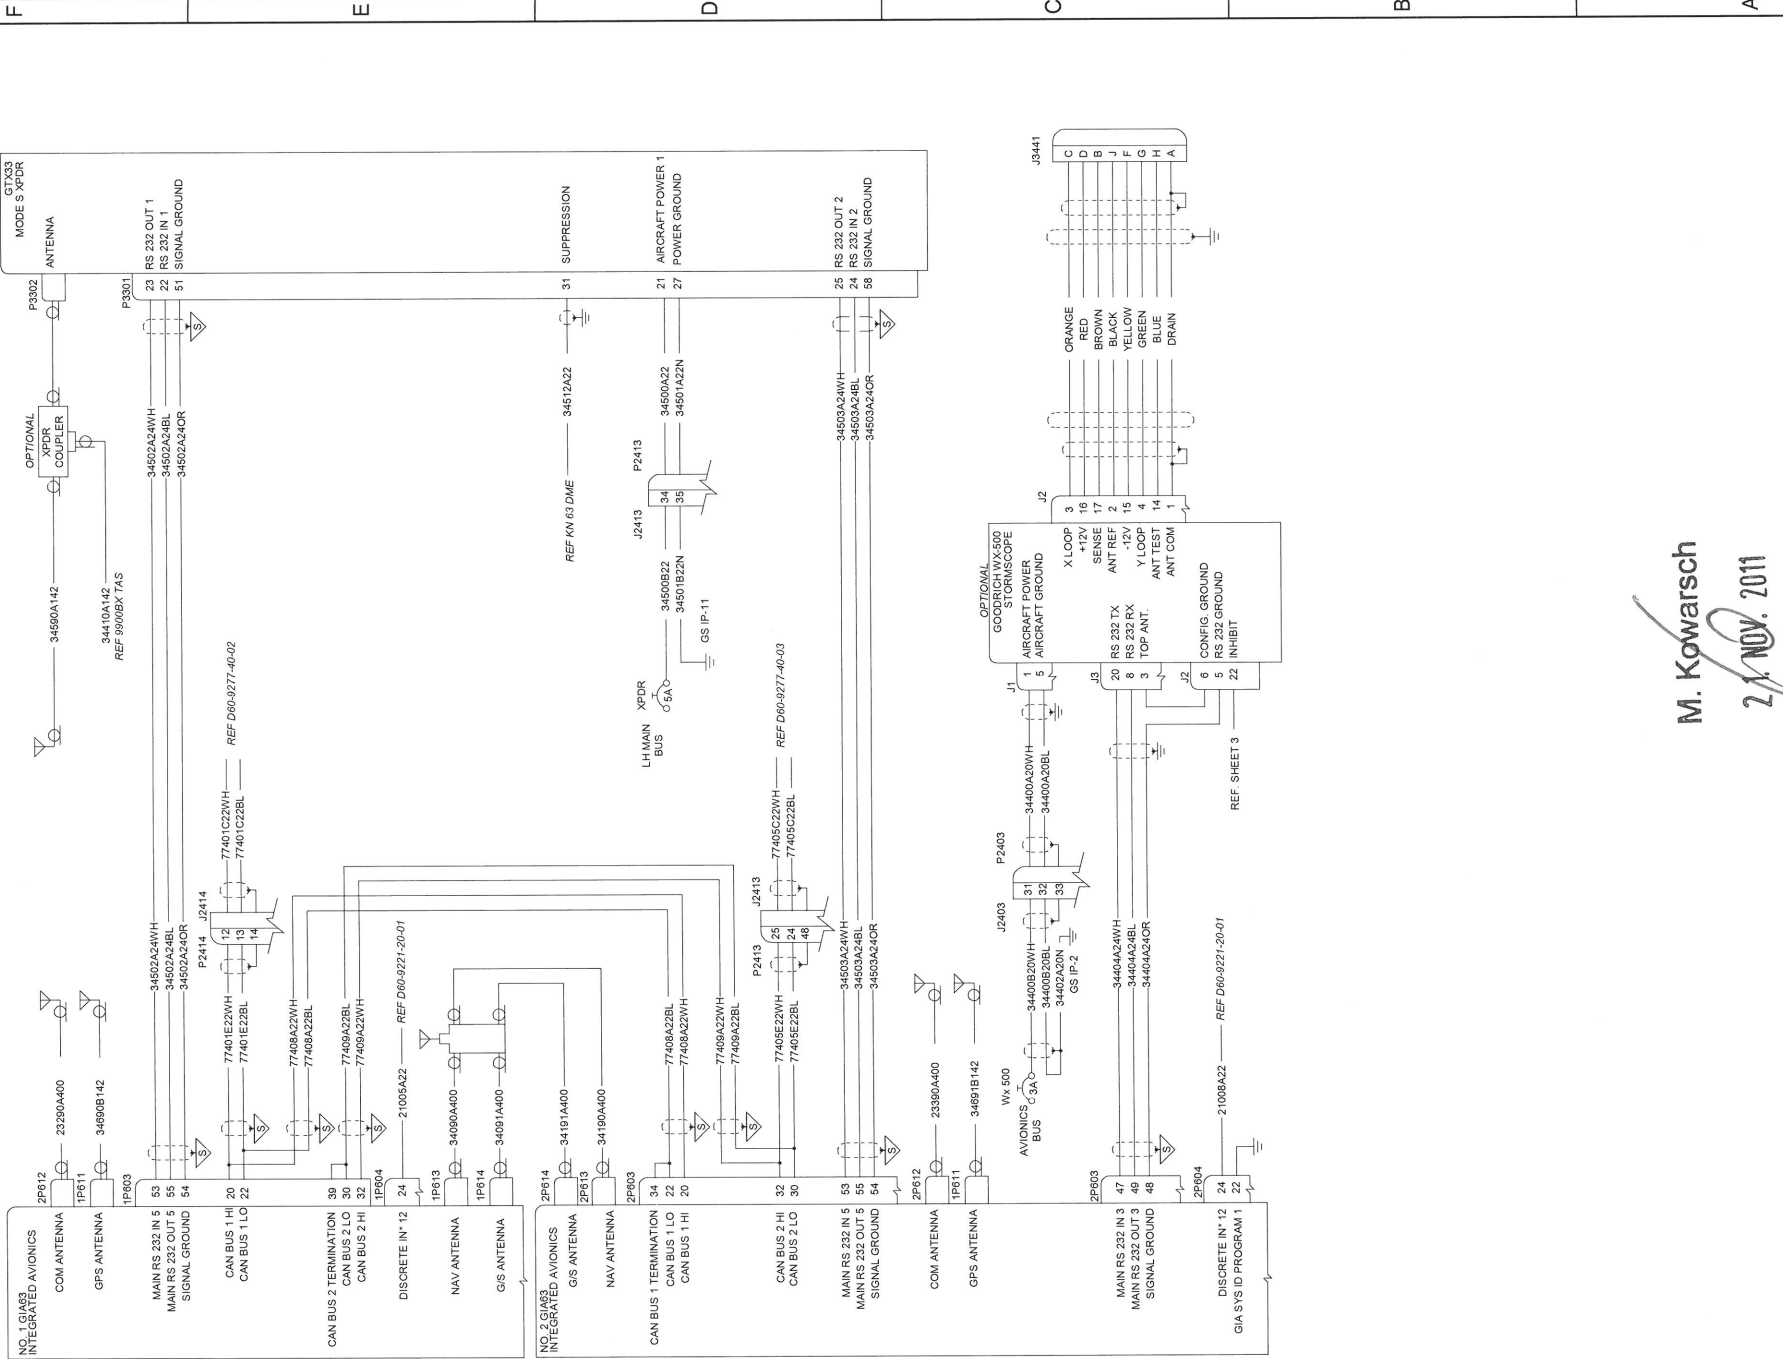 F
E
D
C
B
A
GTX33
MODE S XPDR
ANTENNA
P3302
P3301
23 RS 232 OUT 1
22 RS 232 IN 1
51 SIGNAL GROUND
31 SUPPRESSION
21 AIRCRAFT POWER 1
27 POWER GROUND
25 RS 232 OUT 2
24 RS 232 IN 2
58 SIGNAL GROUND
S
S
OPTIONAL
XPDR
COUPLER
34590A142
34410A142
REF 9900BX TAS
34502A24WH
34502A24BL
34502A24OR
34512A22
REF KN 63 DME
34500A22
34501A22N
P2413
J2413
34
35
34500B22
34501B22N
GS IP-11
XPDR
5A
LH MAIN
BUS
34503A24WH
34503A24BL
34503A24OR
REF D60-9277-40-02
77401C22WH
77401C22BL
J2414
P2414
12
13
14
77401E22WH
77401E22BL
REF D60-9277-40-03
77405C22WH
77405C22BL
J2413
P2413
25
24
48
77405E22WH
77405E22BL
34502A24WH
34502A24BL
34502A24OR
77408A22WH
77408A22BL
77409A22BL
77409A22WH
21005A22
REF D60-9221-20-01
34090A400
34091A400
34191A400
34190A400
77408A22BL
77408A22WH
77409A22WH
77409A22BL
34503A24WH
34503A24BL
34503A24OR
23290A400
34690B142
23390A400
34691B142
S
S
S
S
S
S
S
S
NO. 1 GIA63
INTEGRATED AVIONICS
2P612
COM ANTENNA
1P611
GPS ANTENNA
1P603
53 MAIN RS 232 IN 5
55 MAIN RS 232 OUT 5
54 SIGNAL GROUND
20 CAN BUS 1 HI
22 CAN BUS 1 LO
39 CAN BUS 2 TERMINATION
30 CAN BUS 2 LO
32 CAN BUS 2 HI
1P604
24 DISCRETE IN* 12
1P613
NAV ANTENNA
1P614
G/S ANTENNA
NO. 2 GIA63
INTEGRATED AVIONICS
2P614
G/S ANTENNA
2P613
NAV ANTENNA
2P603
34 CAN BUS 1 TERMINATION
22 CAN BUS 1 LO
20 CAN BUS 1 HI
32 CAN BUS 2 HI
30 CAN BUS 2 LO
53 MAIN RS 232 IN 5
55 MAIN RS 232 OUT 5
54 SIGNAL GROUND
2P612
COM ANTENNA
1P611
GPS ANTENNA
2P603
47 MAIN RS 232 IN 3
49 MAIN RS 232 OUT 3
48 SIGNAL GROUND
2P604
24 DISCRETE IN* 12
22 GIA SYS ID PROGRAM 1
34404A24WH
34404A24BL
34404A24OR
21008A22
REF D60-9221-20-01
AVIONICS
BUS
Wx 500
3A
34400B20WH
34400B20BL
34402A20N
GS IP-2
J2403
P2403
31
32
33
34400A20WH
34400A20BL
OPTIONAL
GOODRICH WX-500
STORMSCOPE
J1
1 AIRCRAFT POWER
5 AIRCRAFT GROUND
J3
20 RS 232 TX
8 RS 232 RX
3 TOP ANT.
J2
6 CONFIG. GROUND
5 RS 232 GROUND
22 INHIBIT
REF. SHEET 3
J2
X LOOP 3
+12V 16
SENSE 17
ANT REF 2
-12V 15
Y LOOP 4
ANT TEST 14
ANT COM 1
ORANGE
RED
BROWN
BLACK
YELLOW
GREEN
BLUE
DRAIN
J3441
C
D
B
J
F
G
H
A
M. Kowarsch
21. NOV. 2011